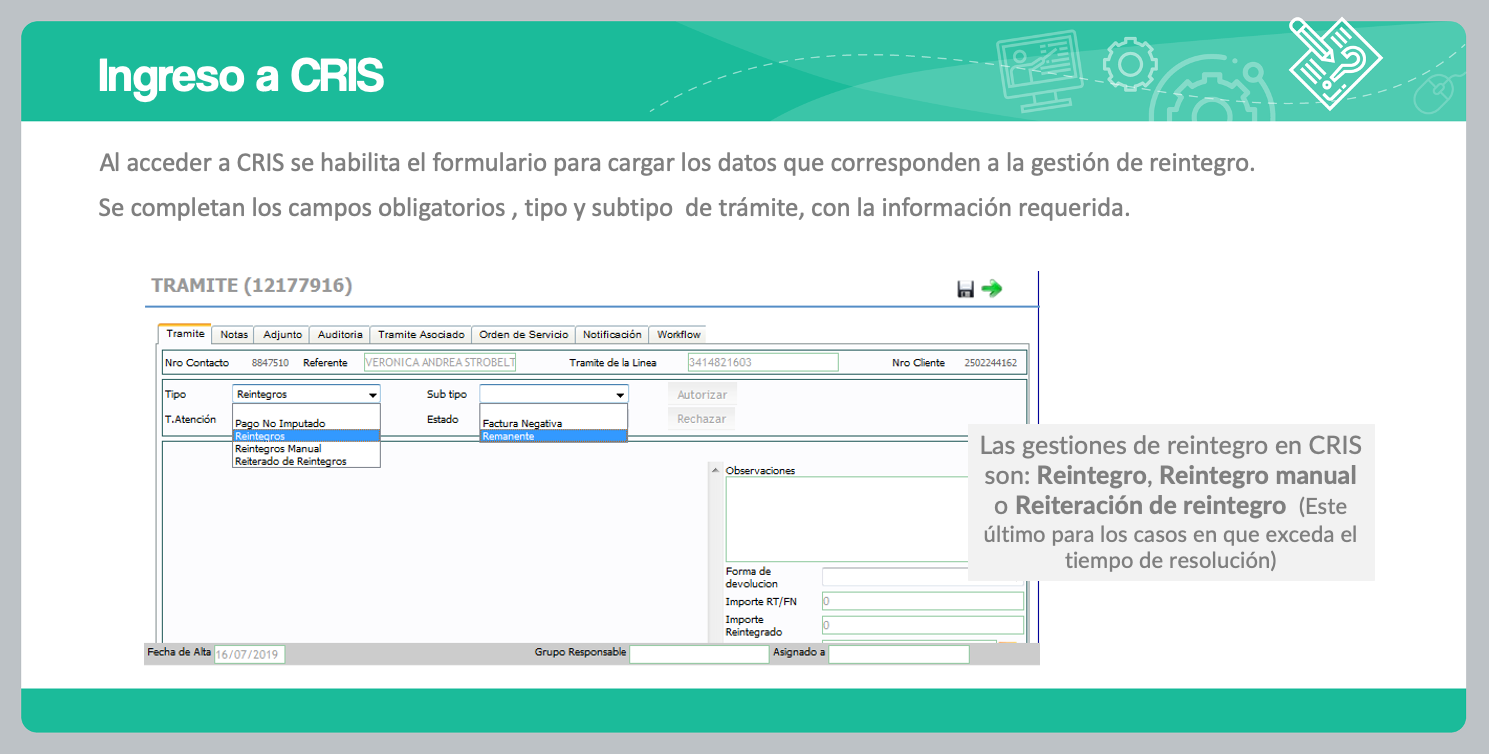 Ingreso a CRIS
Al acceder a CRIS se habilita el formulario para cargar los datos que corresponden a la gestión de reintegro.
Se completan los campos obligatorios , tipo y subtipo  de trámite, con la información requerida.
TRAMITE (12177916)
Tramite Notas Adjunto Auditoria Tramite Asociado Orden de Servicio Notificación Workflow
Nro Contacto 8847510 Referente VERONICA ANDREA STROBELT Tramite de la Linea 3414821603 Nro Cliente 2502244162
Tipo Reintegros Sub tipo Autorizar
T.Atención Estado Rechazar
Pago No Imputado
Reintegros
Reintegros Manual
Reiterado de Reintegros
Factura Negativa
Remanente
Las gestiones de reintegro en CRIS
son: Reintegro, Reintegro manual
o Reiteración de reintegro  (Este
último para los casos en que exceda el
tiempo de resolución)
Observaciones
Forma de
devolucion
Importe RT/FN 0
Importe
Reintegrado 0
Fecha de Alta 16/07/2019 Grupo Responsable Asignado a